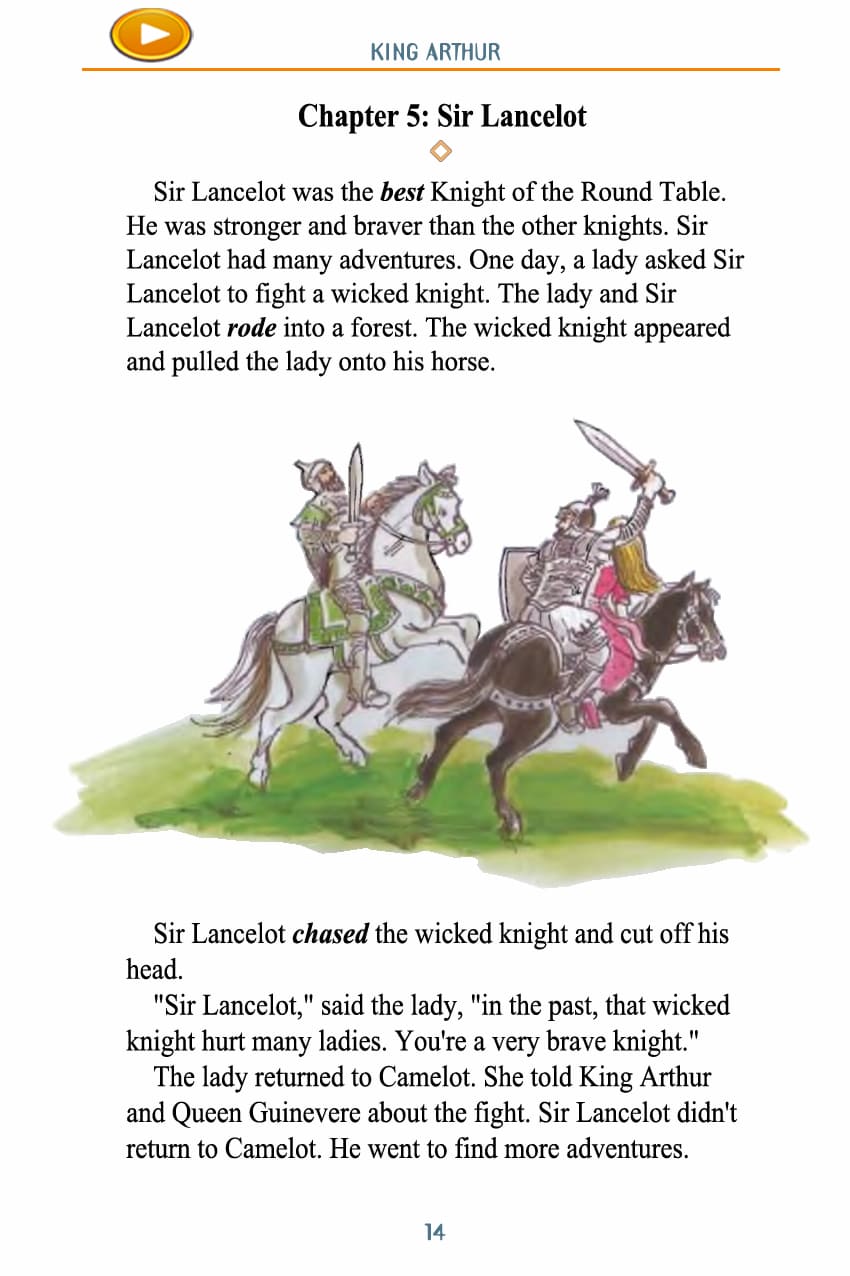 KING ARTHUR
Chapter 5: Sir Lancelot
Sir Lancelot was the best Knight of the Round Table.
He was stronger and braver than the other knights. Sir
Lancelot had many adventures. One day, a lady asked Sir
Lancelot to fight a wicked knight. The lady and Sir
Lancelot rode into a forest. The wicked knight appeared
and pulled the lady onto his horse.
Sir Lancelot chased the wicked knight and cut off his
head.
"Sir Lancelot," said the lady, "in the past, that wicked
knight hurt many ladies. You're a very brave knight."
The lady returned to Camelot. She told King Arthur
and Queen Guinevere about the fight. Sir Lancelot didn't
return to Camelot. He went to find more adventures.
14